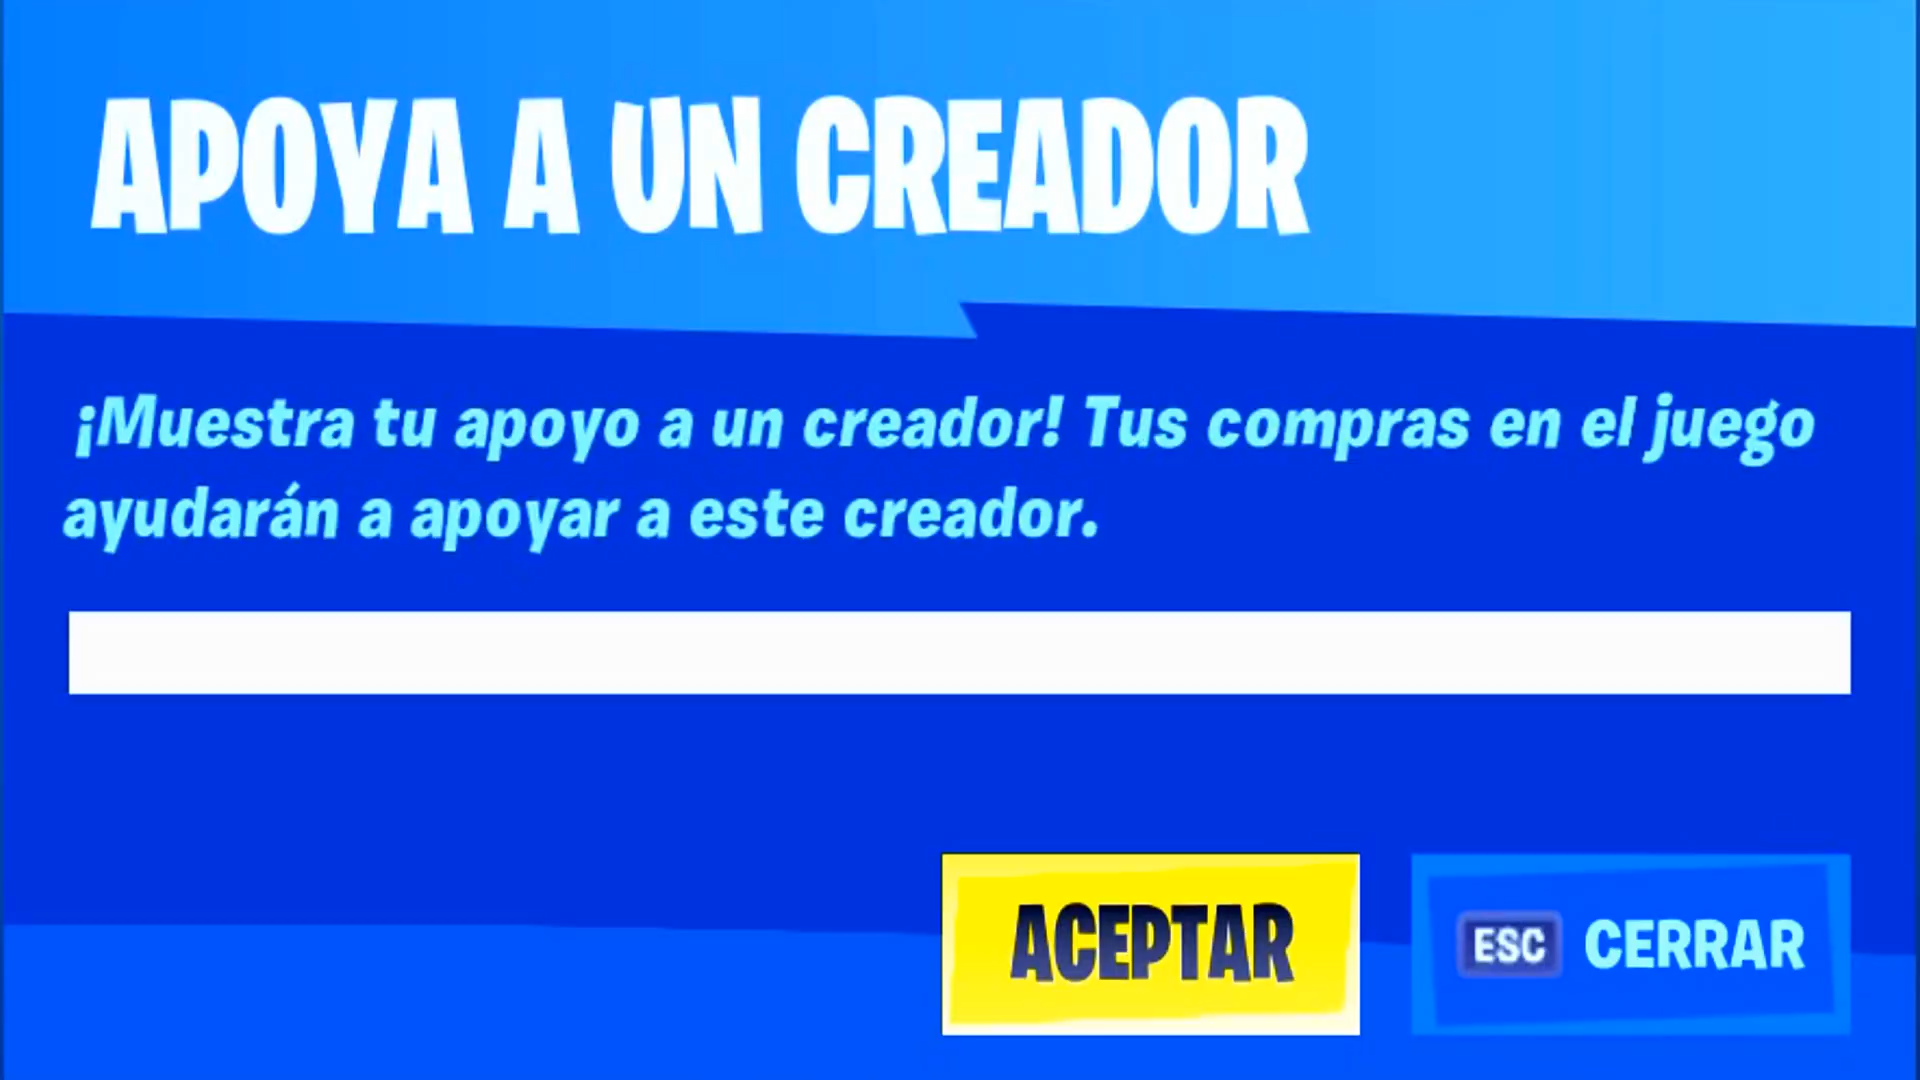 APOYA A UN CREADOR
¡Muestra tu apoyo a un creador! Tus compras en el juego
ayudarán a apoyar a este creador.
ACEPTAR
ESC CERRAR